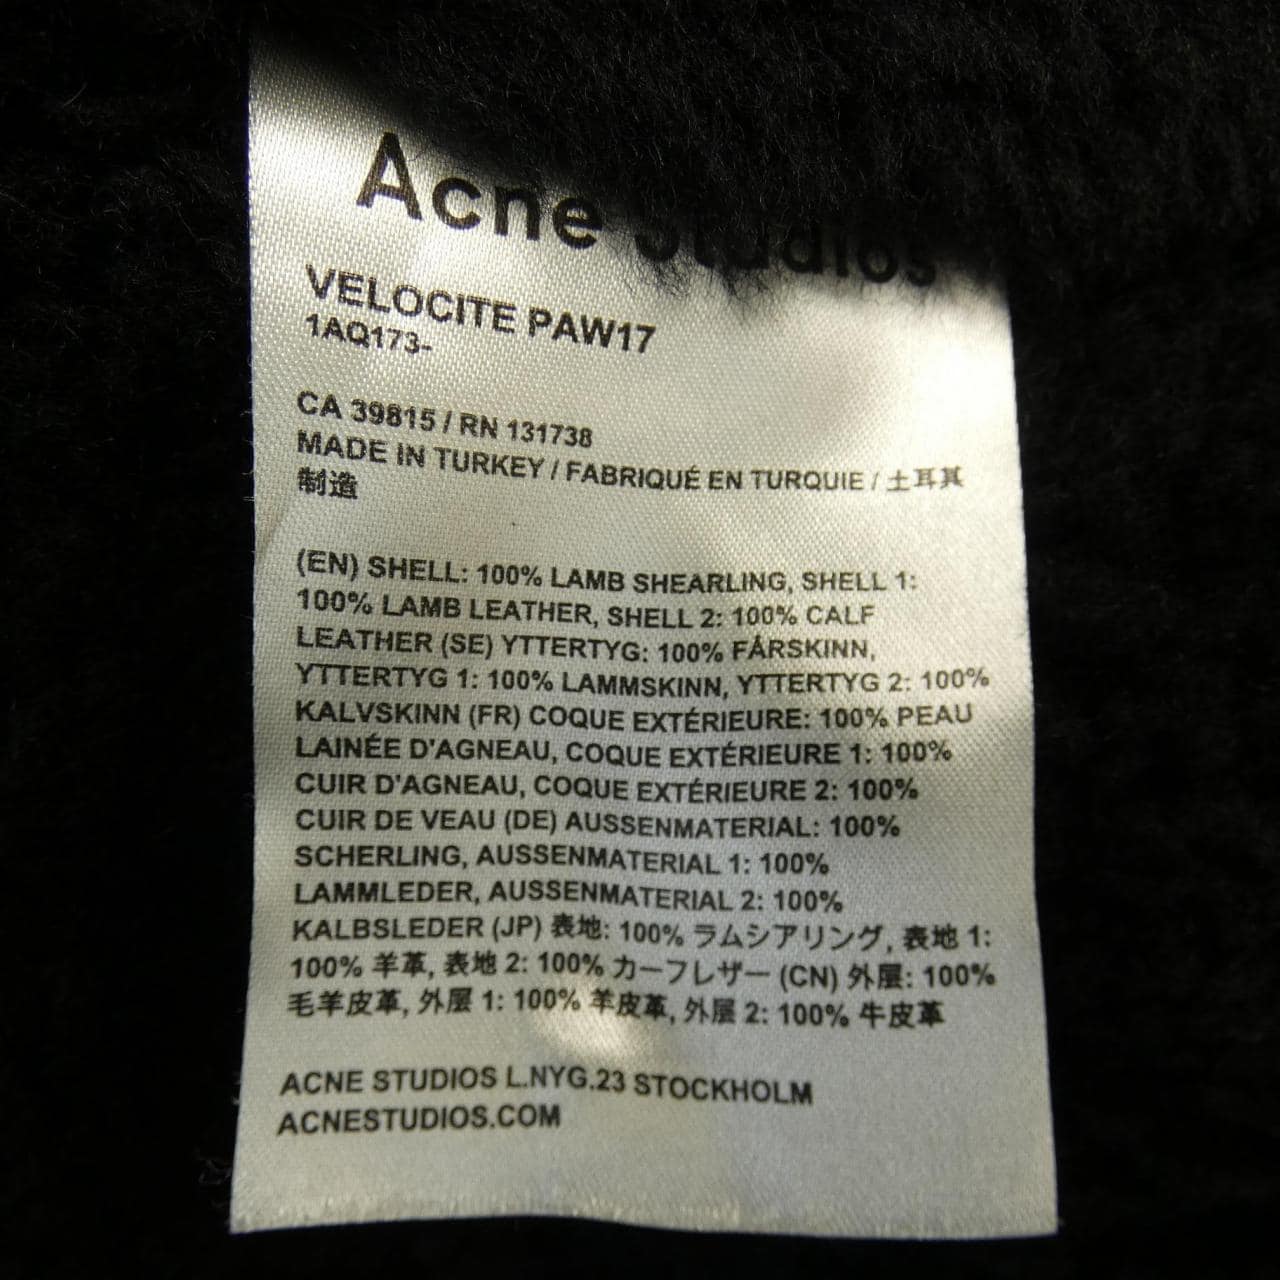 Acne Studios
VELOCITE PAW17
1AQ173-
CA 39815 / RN 131738
MADE IN TURKEY / FABRIQUÉ EN TURQUIE / 土耳其
制造
(EN) SHELL: 100% LAMB SHEARLING, SHELL 1:
100% LAMB LEATHER, SHELL 2: 100% CALF
LEATHER (SE) YTTERTYG: 100% FÅRSKINN,
YTTERTYG 1: 100% LAMMSKINN, YTTERTYG 2: 100%
KALVSKINN (FR) COQUE EXTÉRIEURE: 100% PEAU
LAINÉE D'AGNEAU, COQUE EXTÉRIEURE 1: 100%
CUIR D'AGNEAU, COQUE EXTÉRIEURE 2: 100%
CUIR DE VEAU (DE) AUSSENMATERIAL: 100%
SCHERLING, AUSSENMATERIAL 1: 100%
LAMMLEDER, AUSSENMATERIAL 2: 100%
KALBSLEDER (JP) 表地: 100% ラムシアリング, 表地 1:
100% 羊革, 表地 2: 100% カーフレザー (CN) 外层: 100%
毛羊皮革, 外层 1: 100% 羊皮革, 外层 2: 100% 牛皮革
ACNE STUDIOS L.NYG.23 STOCKHOLM
ACNESTUDIOS.COM